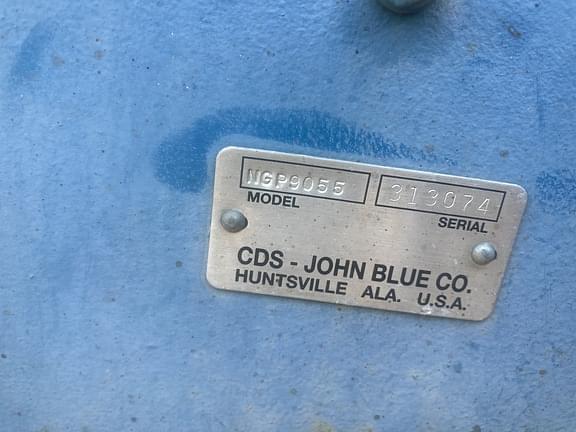 NGP9055 313074
MODEL SERIAL
CDS - JOHN BLUE CO.
HUNTSVILLE ALA. U.S.A.